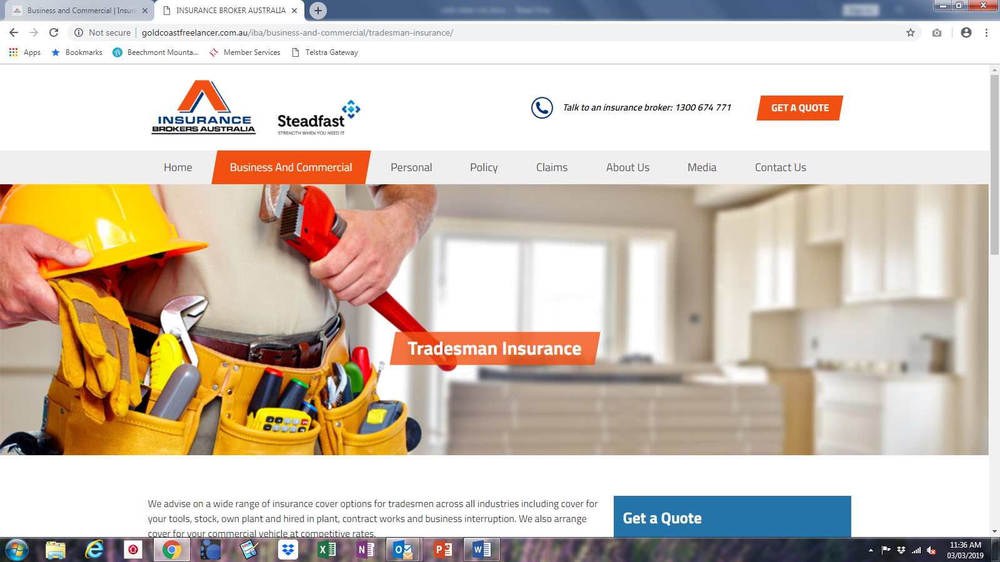 Business and Commercial | Insura
INSURANCE BROKER AUSTRALIA
Not secure
goldcoastfreelancer.com.au/iba/business-and-commercial/tradesman-insurance/
Apps
Bookmarks
Beechmont Mounta...
Member Services
Telstra Gateway
INSURANCE
BROKERS AUSTRALIA
Steadfast
STRENGTH WHEN YOU NEED IT
Talk to an insurance broker: 1300 674 771
GET A QUOTE
Home
Business And Commercial
Personal
Policy
Claims
About Us
Media
Contact Us
Tradesman Insurance
We advise on a wide range of insurance cover options for tradesmen across all industries including cover for
your tools, stock, own plant and hired in plant, contract works and business interruption. We also arrange
cover for your commercial vehicle at competitive rates.
Get a Quote
11:36 AM
03/03/2019